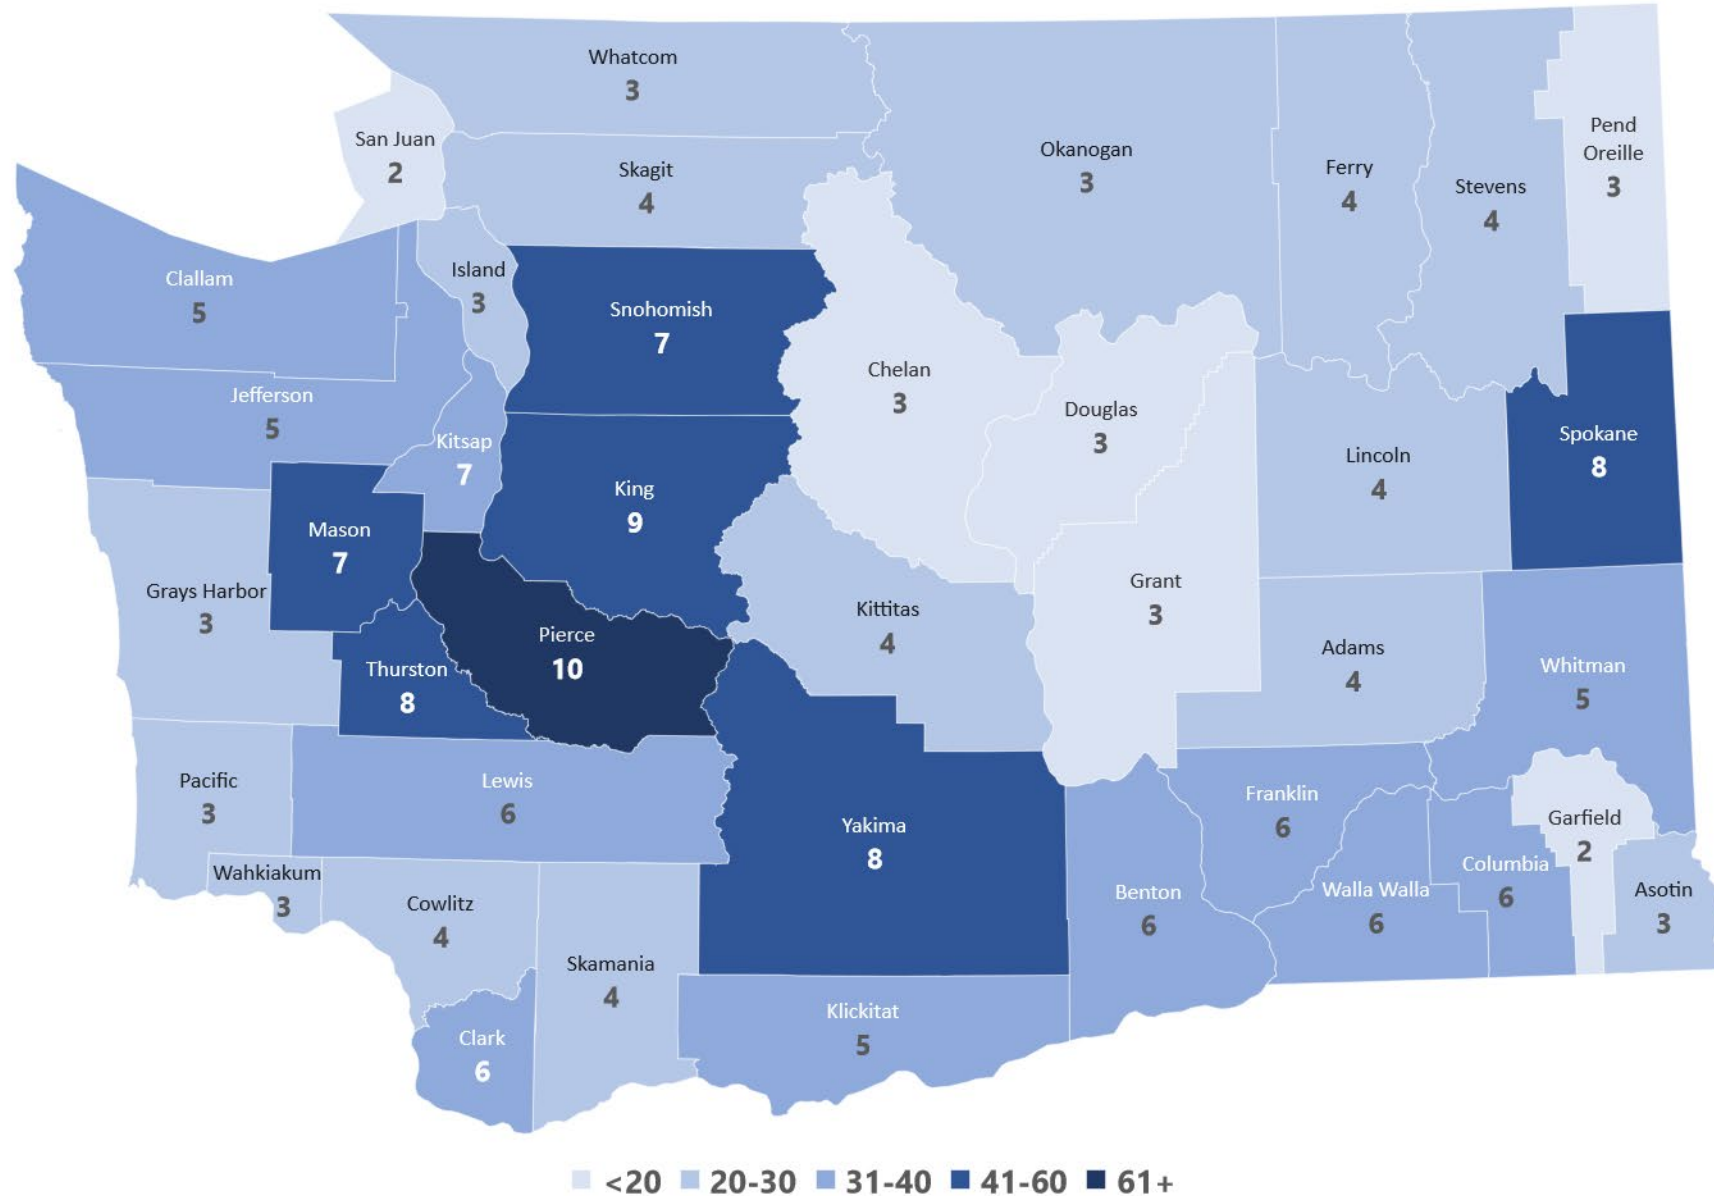 Whatcom
3
San Juan
2
Skagit
4
Okanogan
3
Ferry
4
Stevens
4
Pend
Oreille
3
Clallam
5
Island
3
Snohomish
7
Chelan
3
Douglas
3
Jefferson
5
Kitsap
7
King
9
Lincoln
4
Spokane
8
Mason
7
Grays Harbor
3
Pierce
10
Thurston
8
Kittitas
4
Grant
3
Adams
4
Whitman
5
Pacific
3
Lewis
6
Yakima
8
Franklin
6
Garfield
2
Wahkiakum
3
Cowlitz
4
Skamania
4
Benton
6
Walla Walla
6
Columbia
6
Asotin
3
Clark
6
Klickitat
5
<20 20-30 31-40 41-60 61+